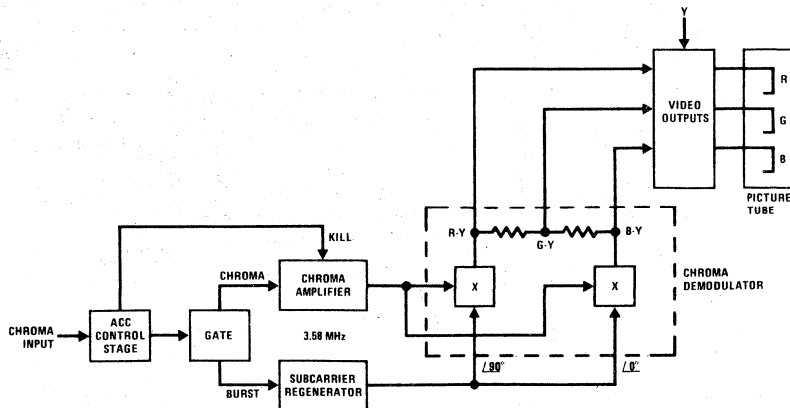 Y
VIDEO
OUTPUTS
R
G
B
PICTURE
TUBE
R-Y
G-Y
B-Y
KILL
CHROMA
CHROMA
AMPLIFIER
X
X
CHROMA
DEMODULATOR
CHROMA
INPUT
ACC
CONTROL
STAGE
GATE
3.58 MHz
/90°
/0°
BURST
SUBCARRIER
REGENERATOR